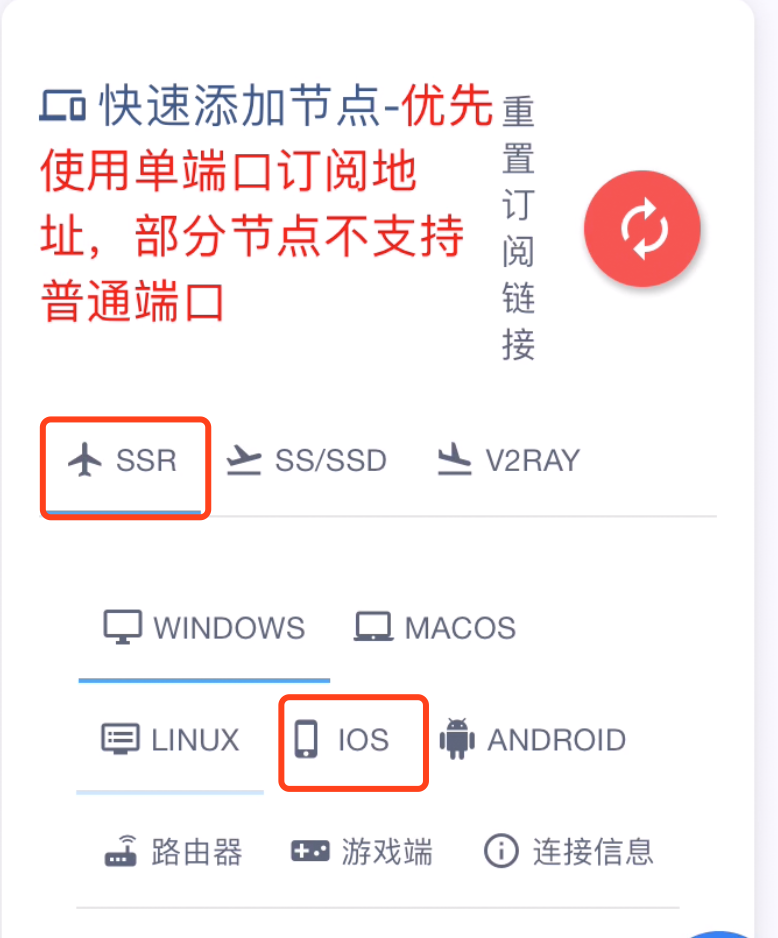 快速添加节点-优先
使用单端口订阅地
址，部分节点不支持
普通端口
重置订阅链接
SSR SS/SSD V2RAY
WINDOWS MACOS
LINUX IOS ANDROID
路由器 游戏端 连接信息